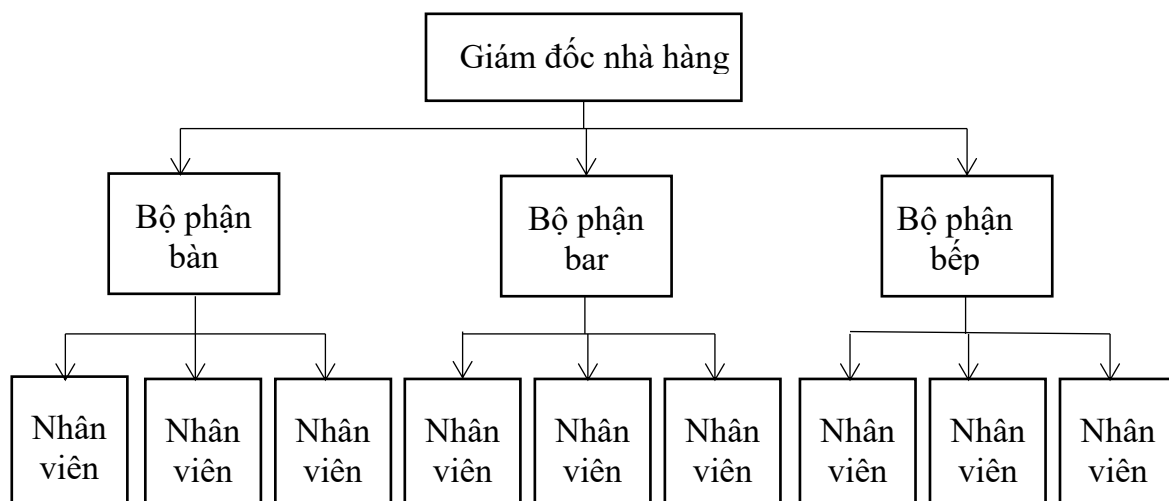 Giám đốc nhà hàng
Bộ phận
bàn
Bộ phận
bar
Bộ phận
bếp
Nhân
viên
Nhân
viên
Nhân
viên
Nhân
viên
Nhân
viên
Nhân
viên
Nhân
viên
Nhân
viên
Nhân
viên